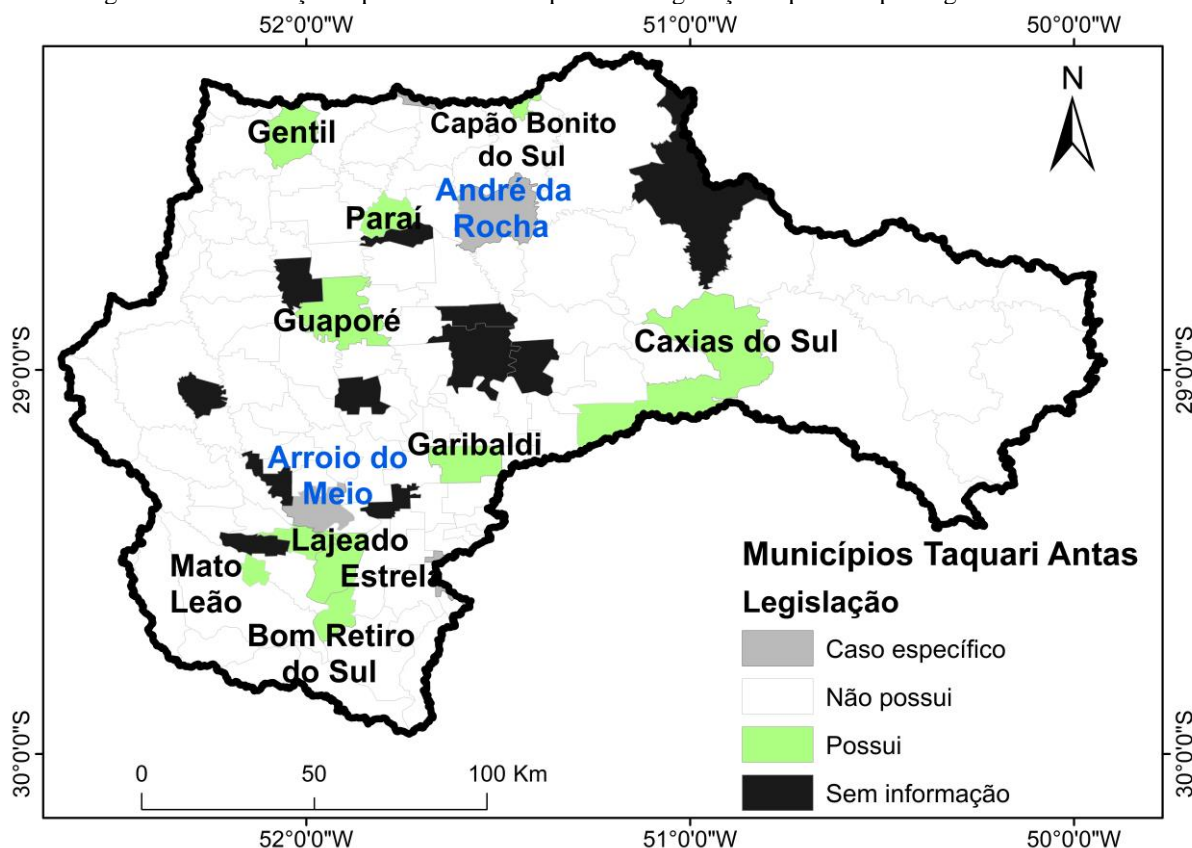 52°0'0"W
51°0'0"W
50°0'0"W
N
Gentil
Capão Bonito
do Sul
André da
Rocha
Paraí
Guaporé
Caxias do Sul
29°0'0"S
29°0'0"S
Garibaldi
Arroio do
Meio
Lajeado
Estrela
Mato
Leão
Bom Retiro
do Sul
Municípios Taquari Antas
Legislação
Caso específico
Não possui
Possui
Sem informação
30°0'0"S
30°0'0"S
0
50
100 Km
52°0'0"W
51°0'0"W
50°0'0"W